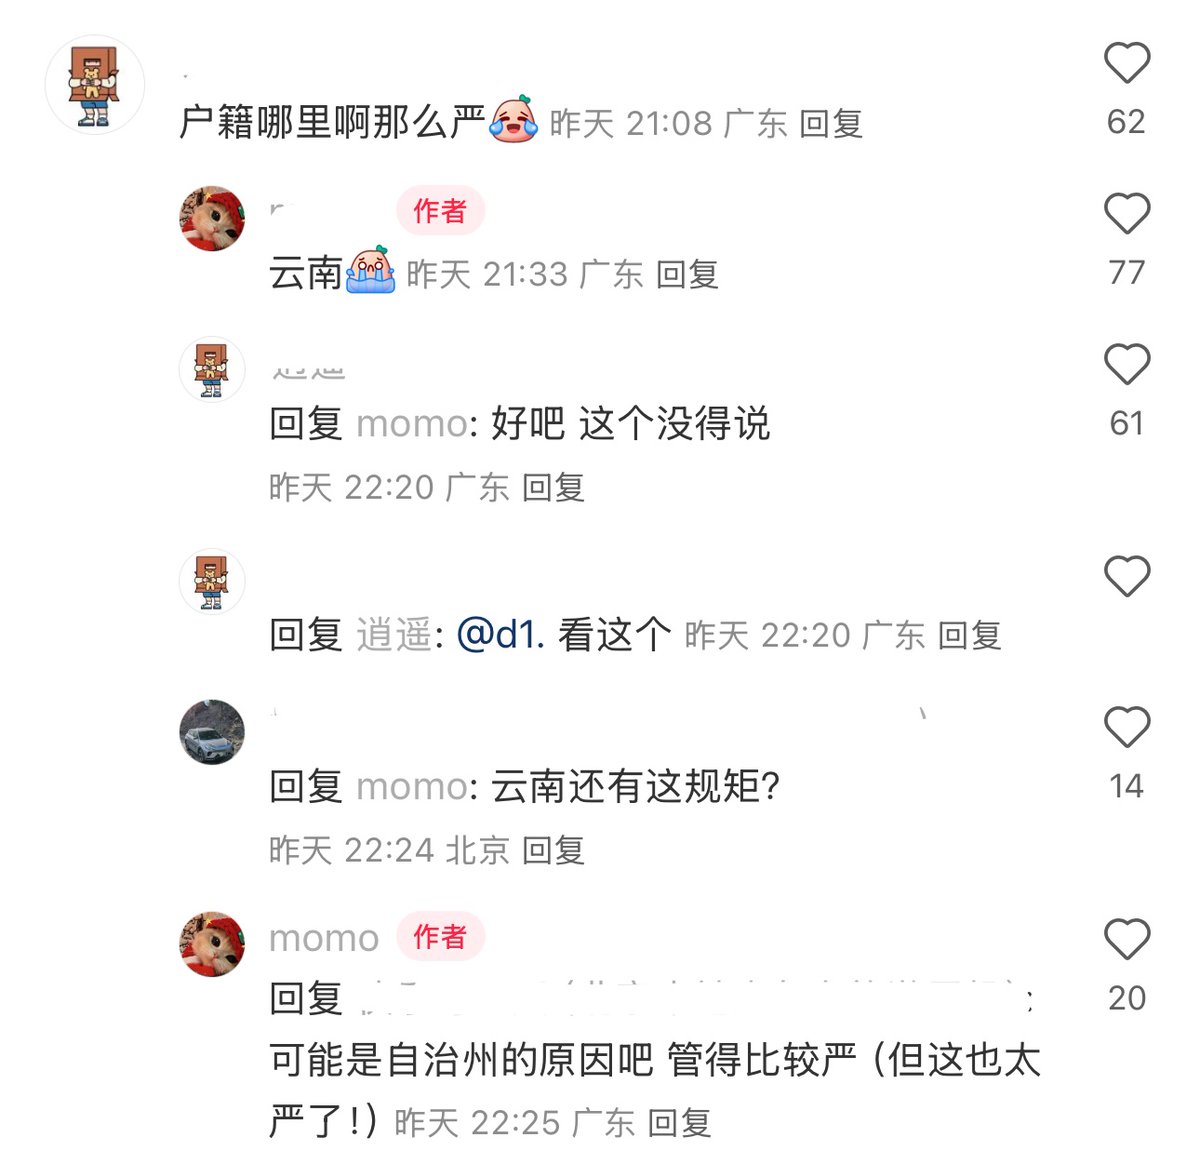 户籍哪里啊那么严 昨天 21:08 广东 回复
62
作者
云南 昨天 21:33 广东 回复
77
回复 momo: 好吧 这个没得说
61
昨天 22:20 广东 回复
回复 逍遥: @d1. 看这个 昨天 22:20 广东 回复
回复 momo: 云南还有这规矩?
14
昨天 22:24 北京 回复
momo 作者
回复
20
可能是自治州的原因吧 管得比较严 (但这也太
严了!) 昨天 22:25 广东 回复